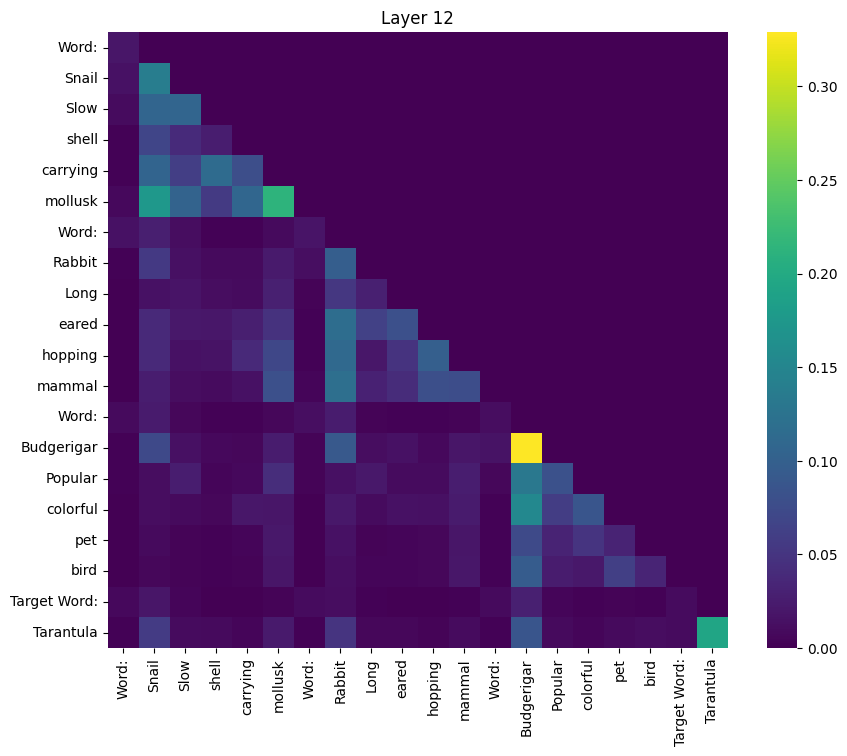 Layer 12
Word:
Snail
Slow
shell
carrying
mollusk
Word:
Rabbit
Long
eared
hopping
mammal
Word:
Budgerigar
Popular
colorful
pet
bird
Target Word:
Tarantula
0.30
0.25
0.20
0.15
0.10
0.05
0.00
Word:
Snail
Slow
shell
carrying
mollusk
Word:
Rabbit
Long
eared
hopping
mammal
Word:
Budgerigar
Popular
colorful
pet
bird
Target Word:
Tarantula